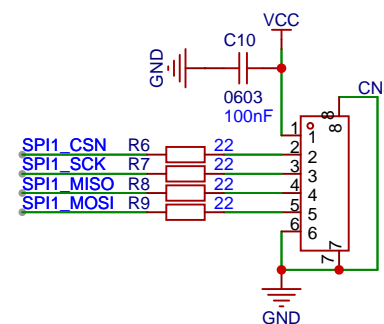 VCC
C10
GND
CN
0603
100nF
8
8
1
1
SPI1_CSN R6 22 2
2
SPI1_SCK R7 22 3
3
SPI1_MISO R8 22 4
4
SPI1_MOSI R9 22 5
5
6
6
7
7
GND